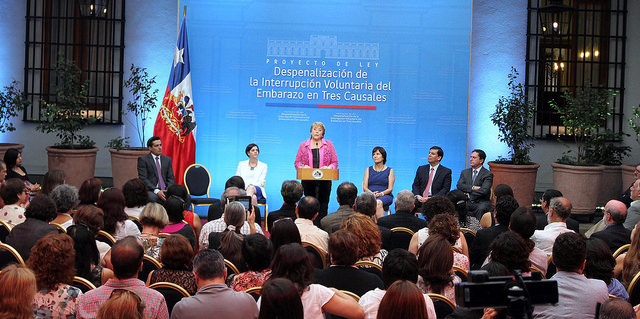 PROYECTO DE LEY
Despenalización de
la Interrupción Voluntaria del
Embarazo en Tres Causales